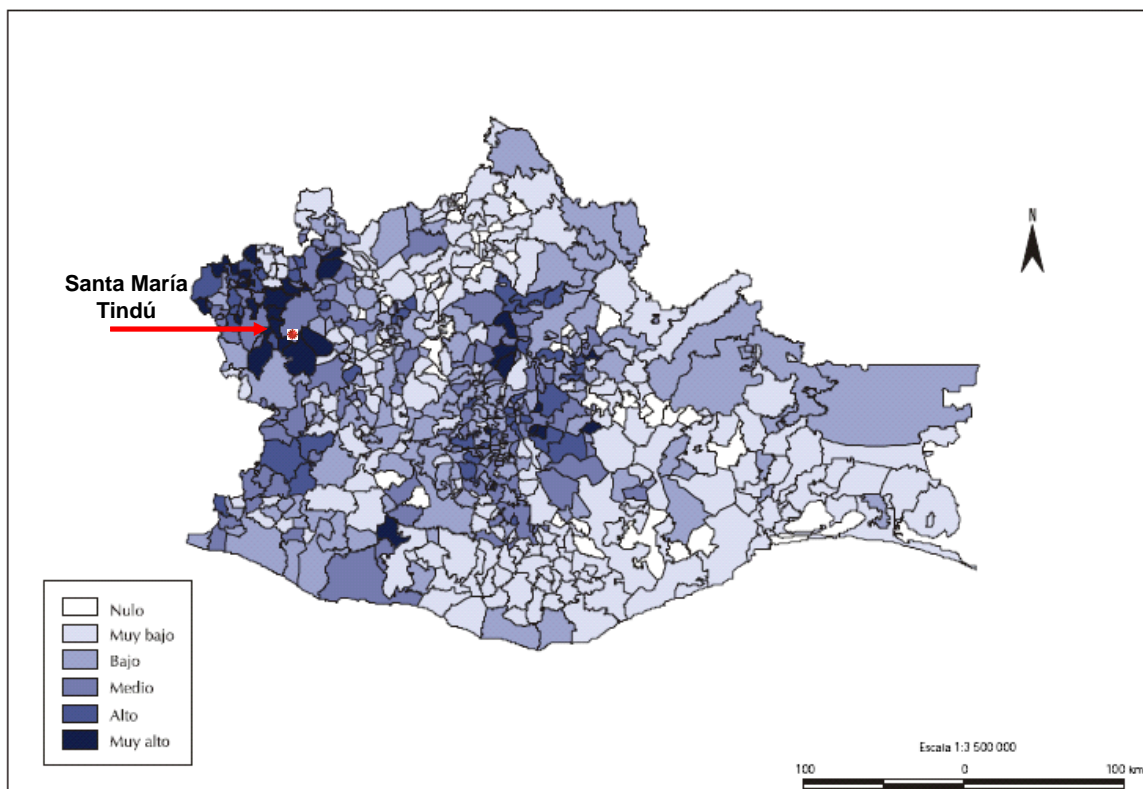 N
Santa María
Tindú
Nulo
Muy bajo
Bajo
Medio
Alto
Muy alto
Escala 1:3 500 000
100 0 100 km